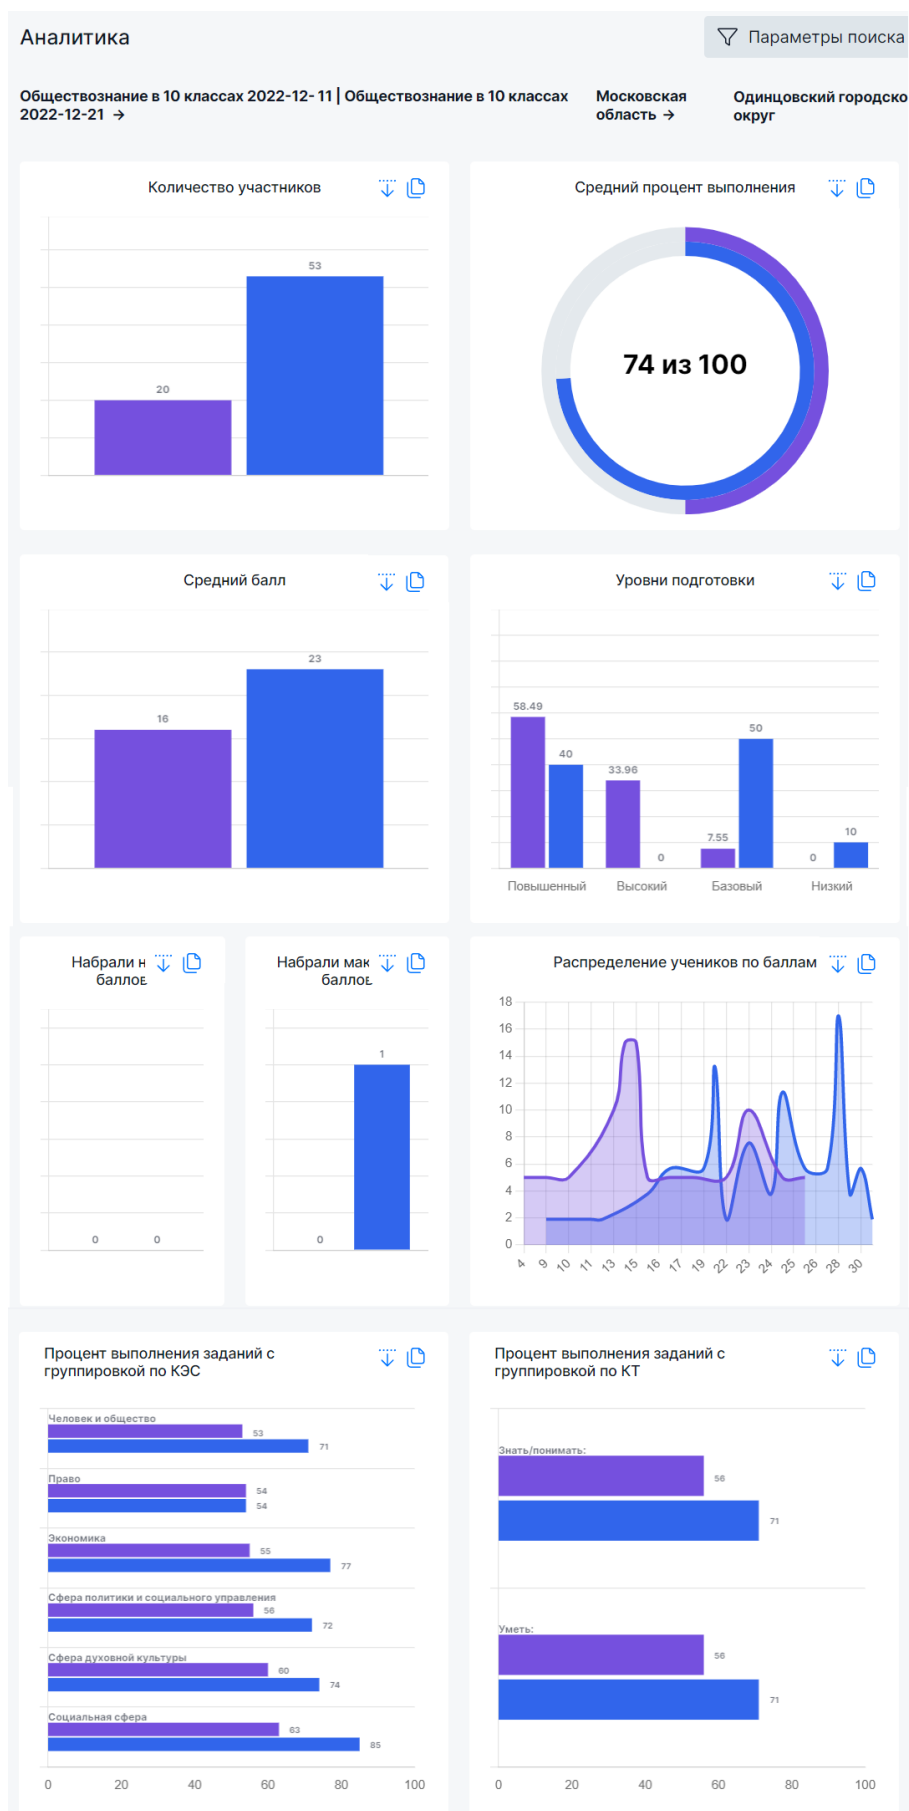 Аналитика
Параметры поиска
Обществознание в 10 классах 2022-12-11 | Обществознание в 10 классах
2022-12-21 →
Московская
область →
Одинцовский городско
округ
Количество участников
53
20
Средний процент выполнения
74 из 100
Средний балл
23
16
Уровни подготовки
58.49
40
33.96
0
7.55
50
0
10
Повышенный Высокий Базовый Низкий
Набрали н
баллов
0 0
Набрали мак
баллов
1
0
Распределение учеников по баллам
18
16
14
12
10
8
6
4
2
0
4 9 10 11 13 15 16 17 19 22 23 24 25 26 28 30
Процент выполнения заданий с
группировкой по КЭС
Человек и общество
53
71
Право
54
54
Экономика
55
77
Сфера политики и социального управления
56
72
Сфера духовной культуры
60
74
Социальная сфера
63
85
0 20 40 60 80 100
Процент выполнения заданий с
группировкой по КТ
Знать/понимать:
56
71
Уметь:
56
71
0 20 40 60 80 100